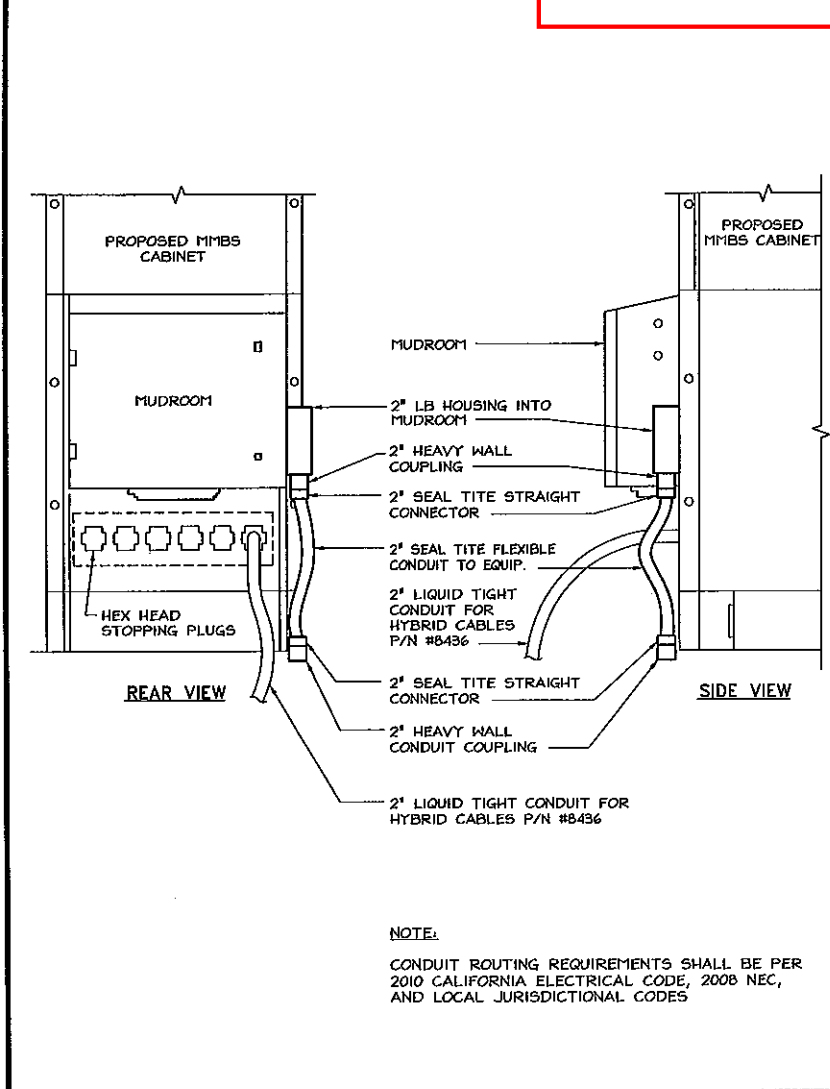 PROPOSED MMBS
CABINET
MUDROOM
HEX HEAD
STOPPING PLUGS
REAR VIEW
MUDROOM
2" LB HOUSING INTO
MUDROOM
2" HEAVY WALL
COUPLING
2" SEAL TITE STRAIGHT
CONNECTOR
2" SEAL TITE FLEXIBLE
CONDUIT TO EQUIP.
2" LIQUID TIGHT
CONDUIT FOR
HYBRID CABLES
P/N #8436
2" SEAL TITE STRAIGHT
CONNECTOR
2" HEAVY WALL
CONDUIT COUPLING
2" LIQUID TIGHT CONDUIT FOR
HYBRID CABLES P/N #8436
PROPOSED
MMBS CABINET
SIDE VIEW
NOTE:
CONDUIT ROUTING REQUIREMENTS SHALL BE PER
2010 CALIFORNIA ELECTRICAL CODE, 2008 NEC,
AND LOCAL JURISDICTIONAL CODES